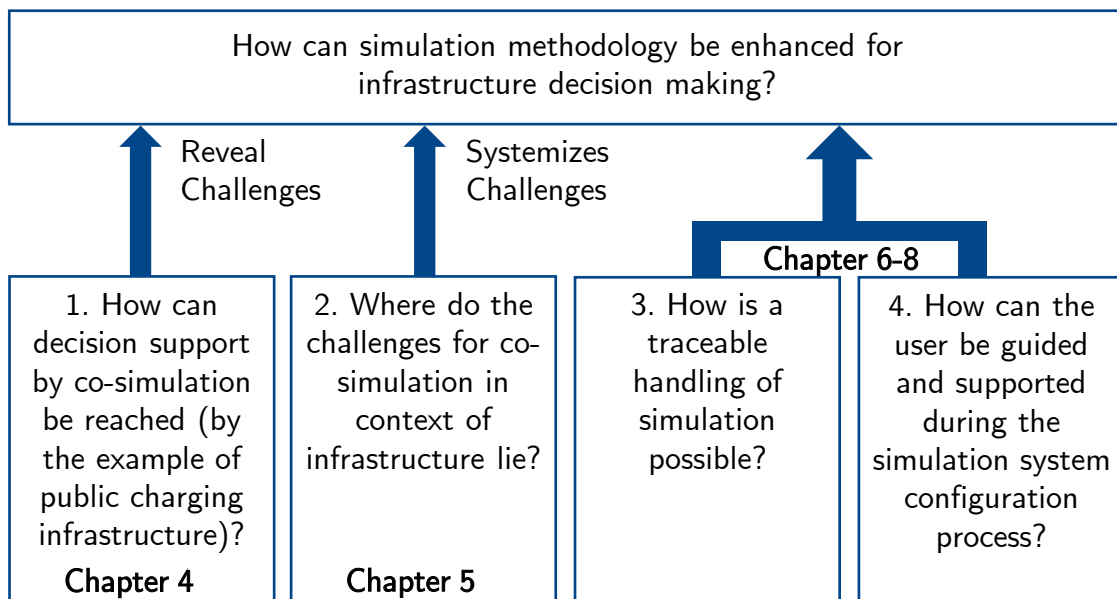 How can simulation methodology be enhanced for
infrastructure decision making?
Reveal
Challenges
Systemizes
Challenges
Chapter 6-8
1. How can
decision support
by co-simulation
be reached (by
the example of
public charging
infrastructure)?
Chapter 4
2. Where do the
challenges for co-
simulation in
context of
infrastructure lie?
Chapter 5
3. How is a
traceable
handling of
simulation
possible?
4. How can the
user be guided
and supported
during the
simulation system
configuration
process?